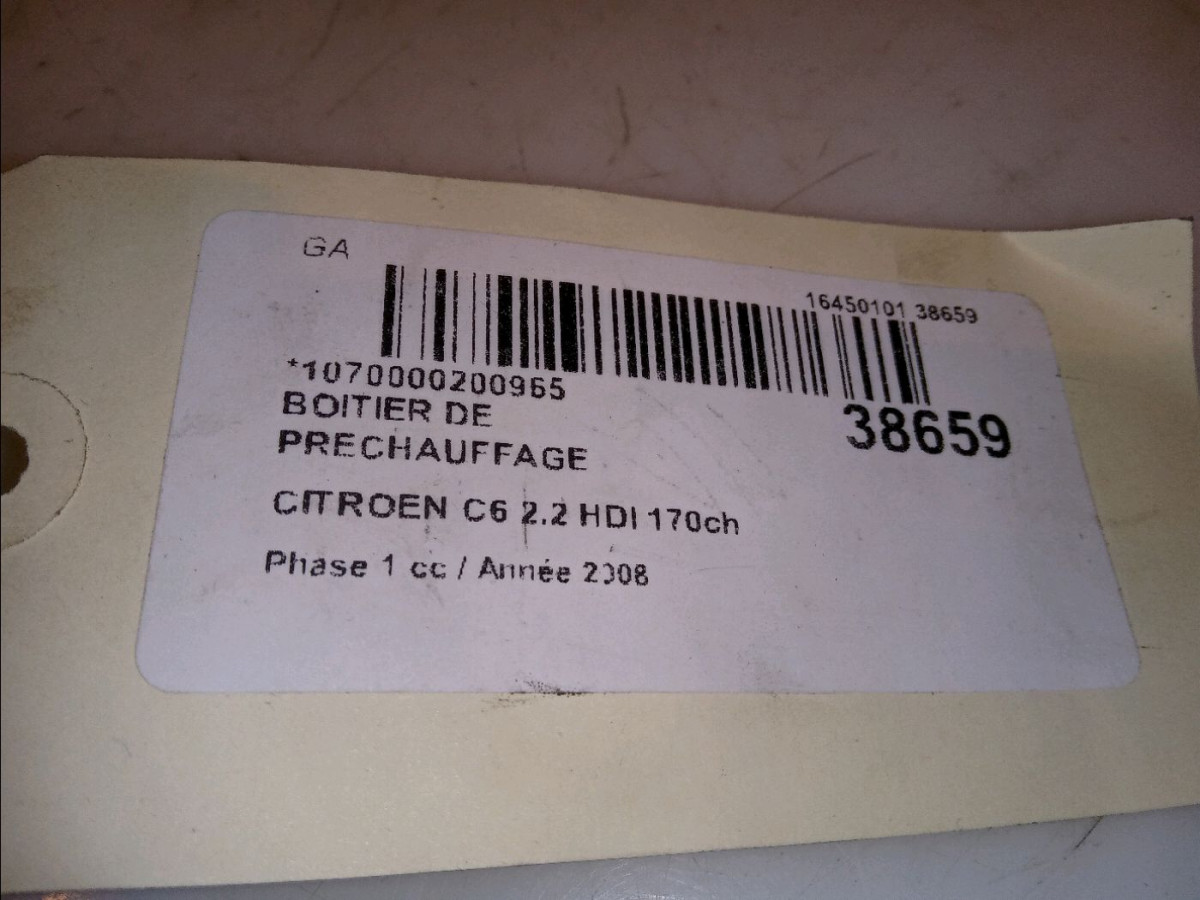 GA
16450101 38659
*1070000200965
38659
BOITIER DE
PRECHAUFFAGE
CITROEN C6 2.2 HDI 170ch
Phase 1 cc / Année 2008